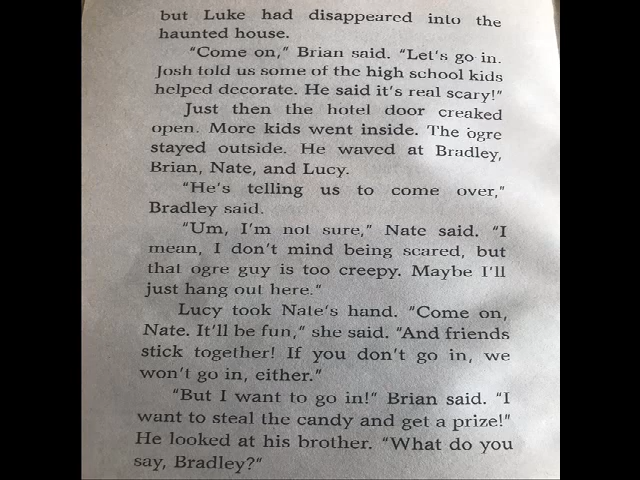 but Luke had disappeared into the
haunted house.
"Come on," Brian said. "Let's go in.
Josh told us some of the high school kids
helped decorate. He said it's real scary!"
Just then the hotel door creaked
open. More kids went inside. The ogre
stayed outside. He waved at Bradley,
Brian, Nate, and Lucy.
"He's telling us to come over,"
Bradley said.
"Um, I'm not sure," Nate said. "I
mean, I don't mind being scared, but
that ogre guy is too creepy. Maybe I'll
just hang out here."
Lucy took Nate's hand. "Come on,
Nate. It'll be fun," she said. "And friends
stick together! If you don't go in, we
won't go in, either."
"But I want to go in!" Brian said. "I
want to steal the candy and get a prize!"
He looked at his brother. "What do you
say, Bradley?"